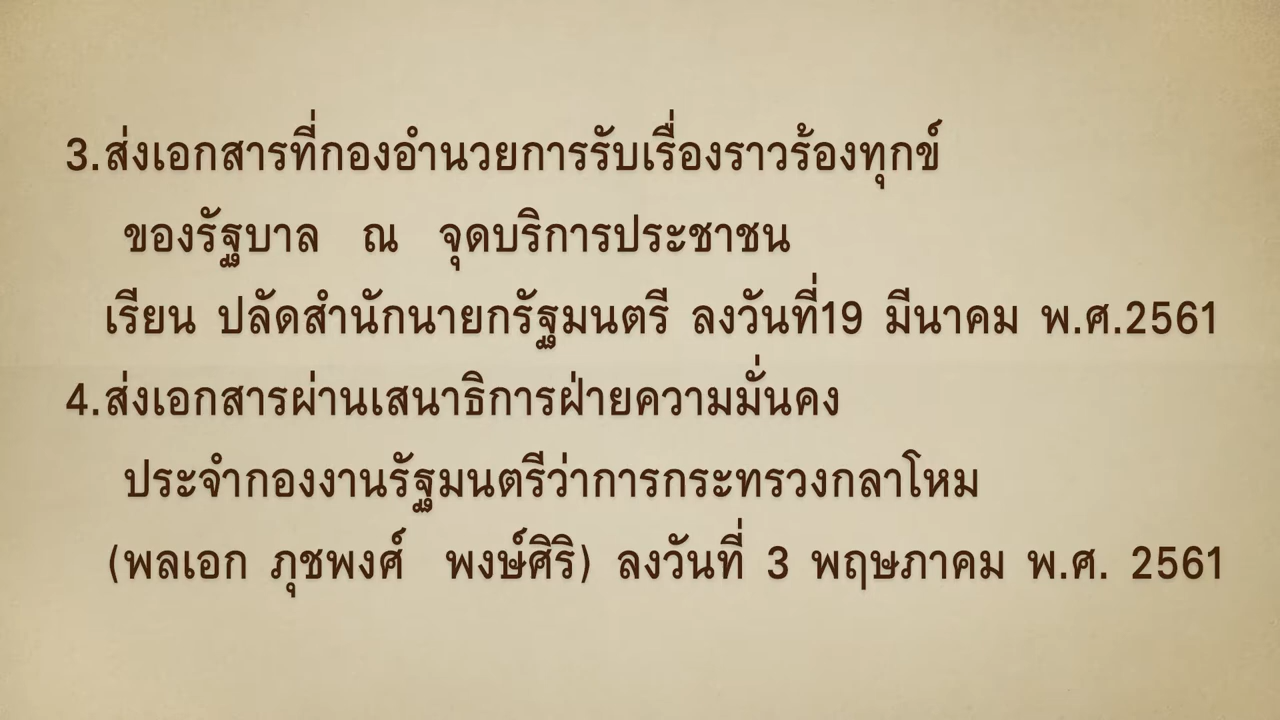 3.ส่งเอกสารที่กองอำนวยการรับเรื่องราวร้องทุกข์
ของรัฐบาล ณ จุดบริการประชาชน
เรียน ปลัดสำนักนายกรัฐมนตรี ลงวันที่19 มีนาคม พ.ศ.2561
4.ส่งเอกสารผ่านเสนาธิการฝ่ายความมั่นคง
ประจำกองงานรัฐมนตรีว่าการกระทรวงกลาโหม
(พลเอก ภุชพงศ์ พงษ์ศิริ) ลงวันที่ 3 พฤษภาคม พ.ศ. 2561